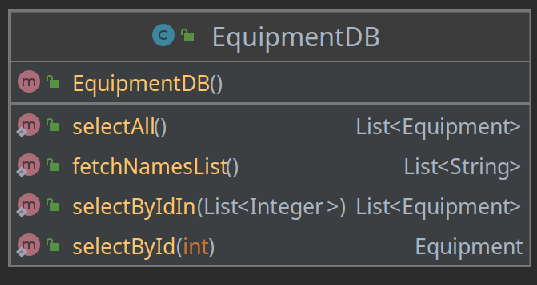 C EquipmentDB
m EquipmentDB()
m selectAll() List<Equipment>
m fetchNamesList() List<String>
m selectByIdIn(List<Integer>) List<Equipment>
m selectById(int) Equipment